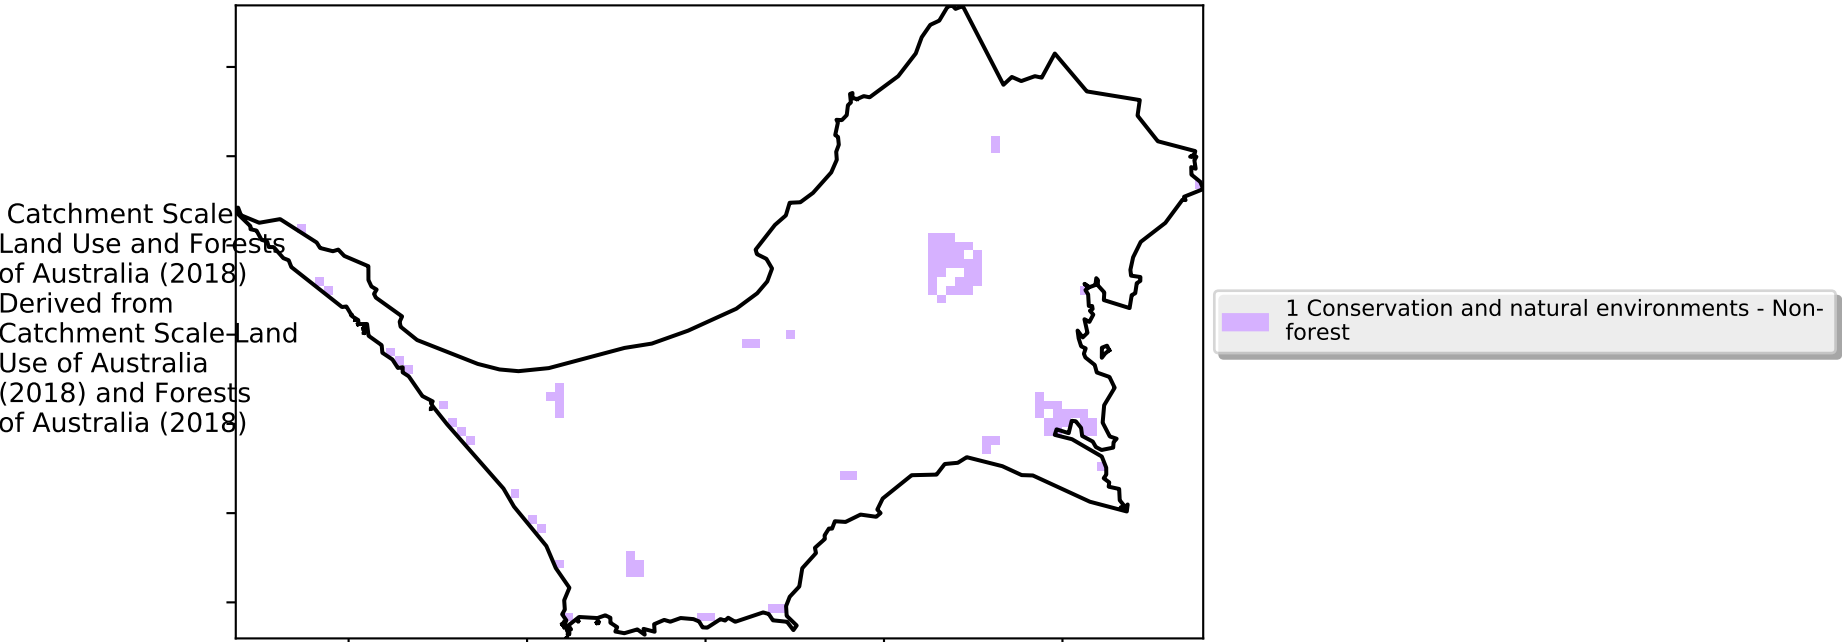 Catchment Scale
Land Use and Forests
of Australia (2018)
Derived from
Catchment Scale Land
Use of Australia
(2018) and Forests
of Australia (2018)
1 Conservation and natural environments - Non-
forest